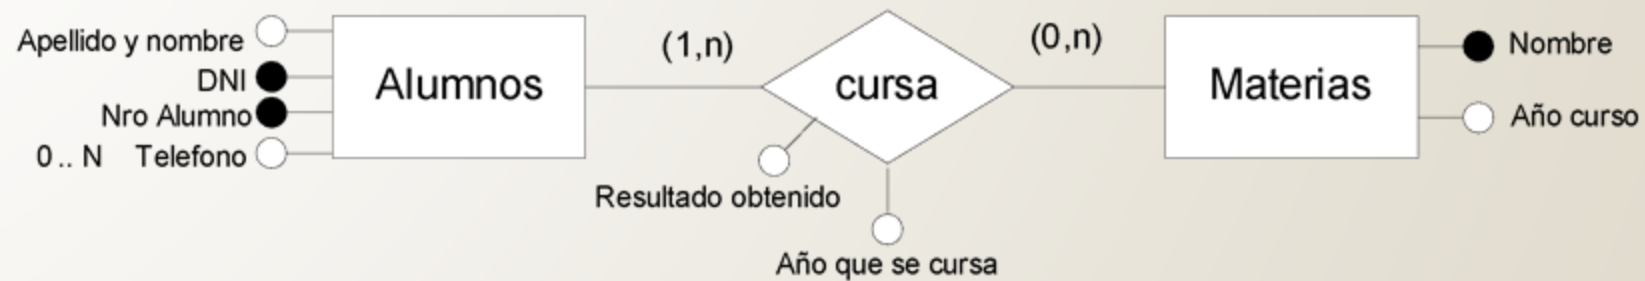 Apellido y nombre
DNI
Nro Alumno
0 .. N Telefono
Alumnos
(1,n)
cursa
(0,n)
Materias
Nombre
Año curso
Resultado obtenido
Año que se cursa